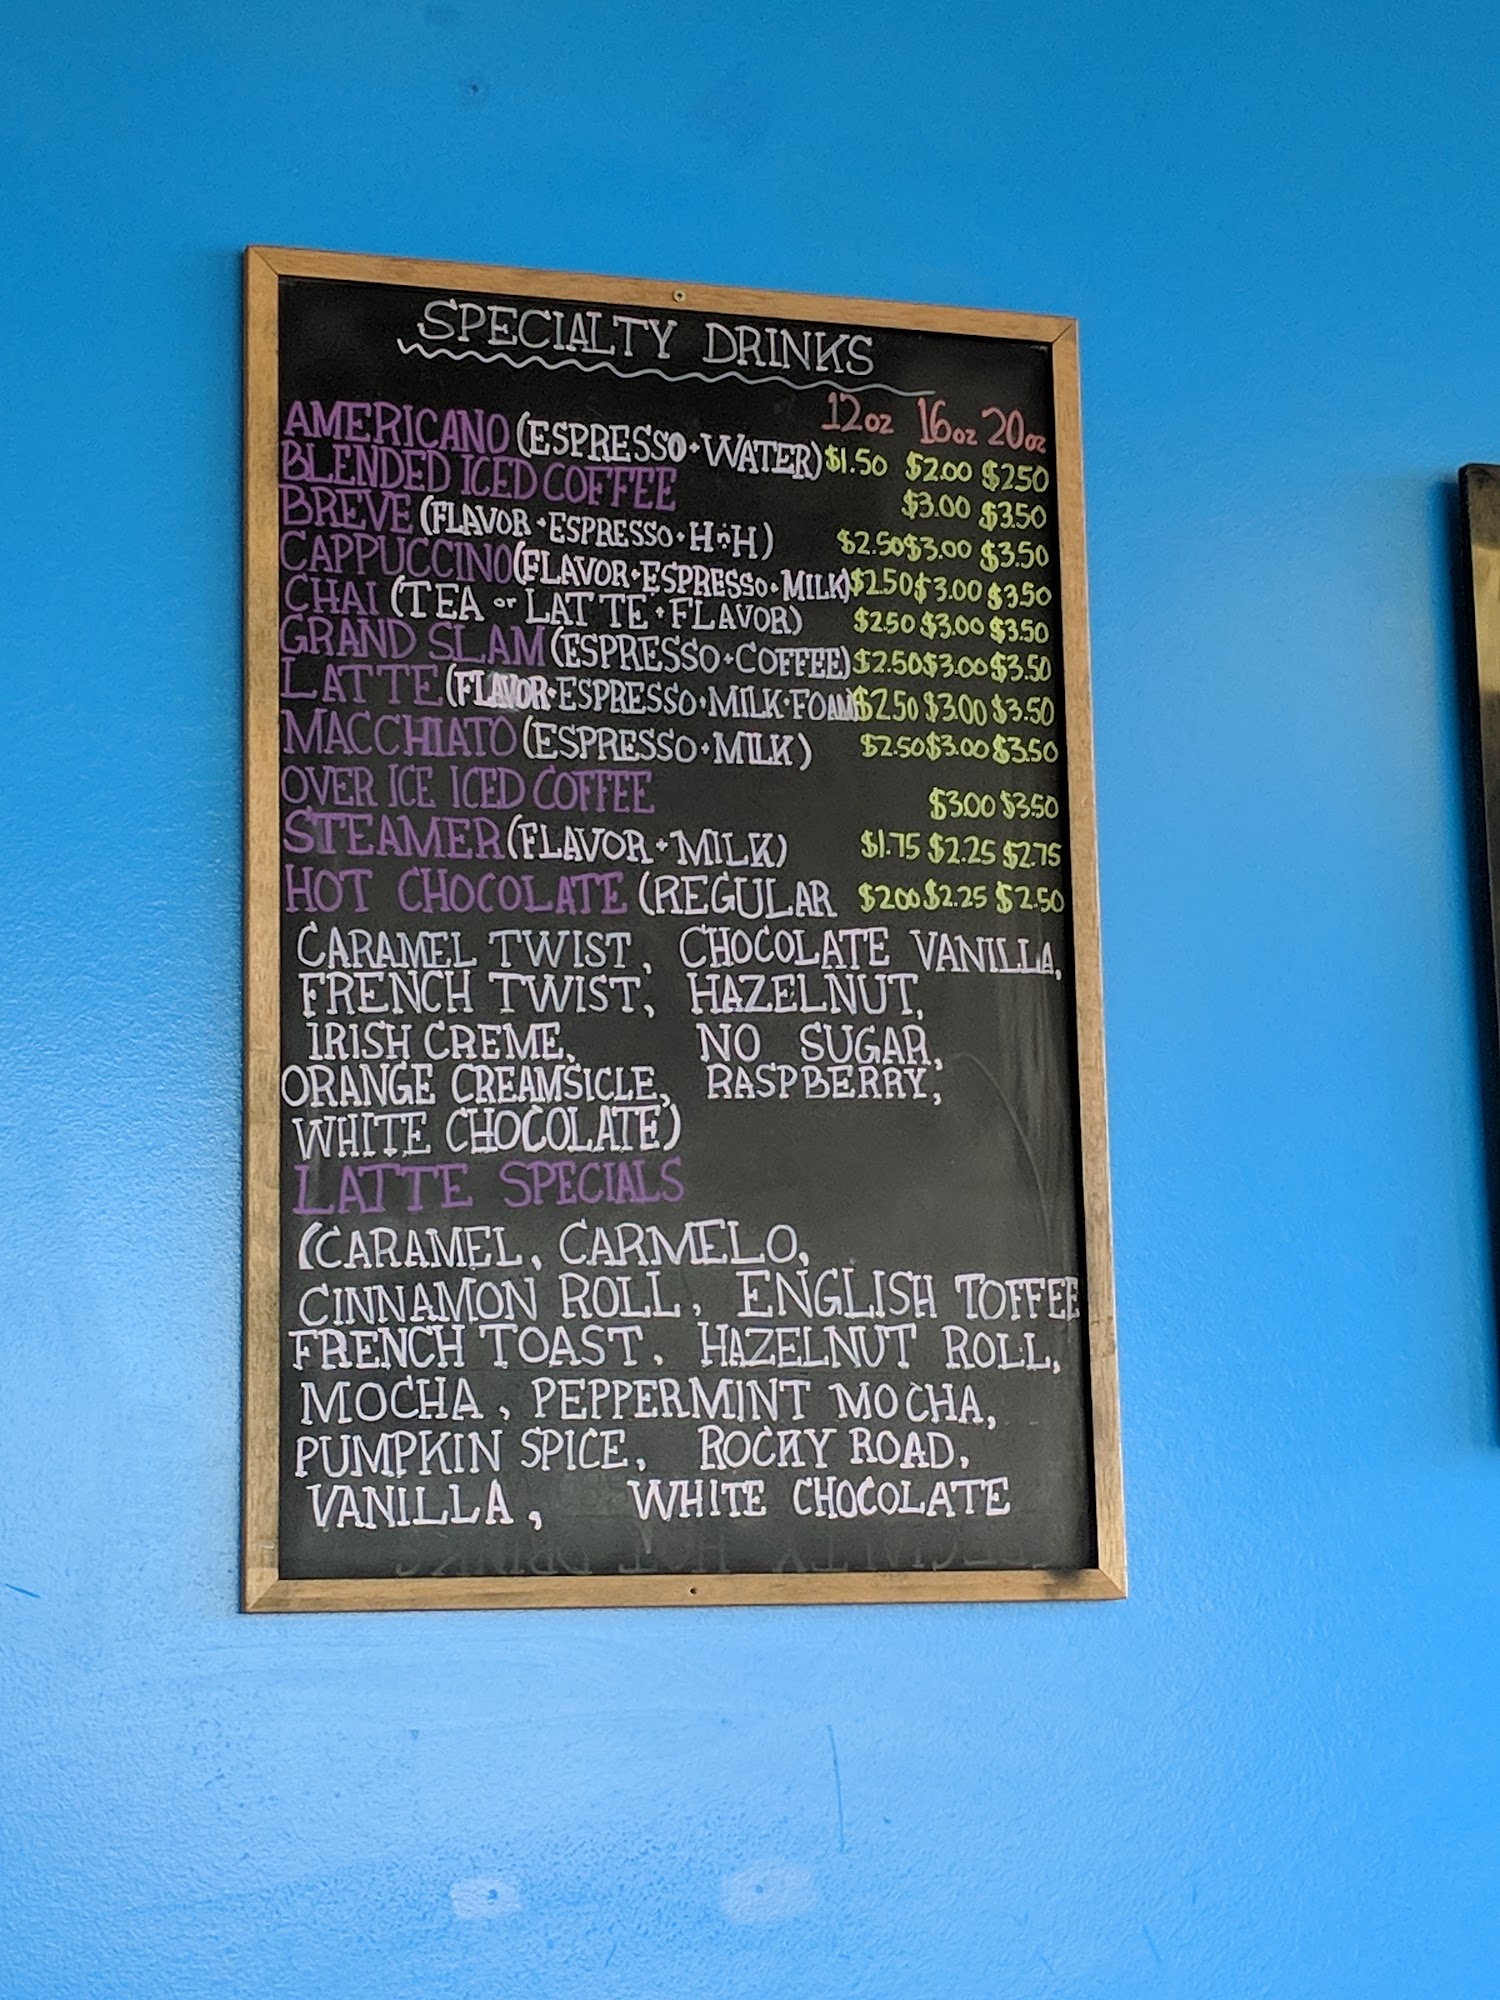 SPECIALTY DRINKS
12oz 16oz 20oz
AMERICANO (ESPRESSO+WATER) $1.50 $2.00 $2.50
BLENDED ICED COFFEE $3.00 $3.50
BREVE (FLAVOR+ESPRESSO+HnH) $2.50 $3.00 $3.50
CAPPUCCINO (FLAVOR+ESPRESSO+MILK) $2.50 $3.00 $3.50
CHAI (TEA or LATTE+FLAVOR) $2.50 $3.00 $3.50
GRAND SLAM (ESPRESSO+COFFEE) $2.50 $3.00 $3.50
LATTE (FLAVOR+ESPRESSO+MILK+FOAM) $2.50 $3.00 $3.50
MACCHIATO (ESPRESSO+MILK) $2.50 $3.00 $3.50
OVER ICE ICED COFFEE $3.00 $3.50
STEAMER (FLAVOR+MILK) $1.75 $2.25 $2.75
HOT CHOCOLATE (REGULAR $2.00 $2.25 $2.50
CARAMEL TWIST, CHOCOLATE VANILLA,
FRENCH TWIST, HAZELNUT,
IRISH CREME, NO SUGAR,
ORANGE CREAMSICLE, RASPBERRY,
WHITE CHOCOLATE)
LATTE SPECIALS
(CARAMEL, CARMELO,
CINNAMON ROLL, ENGLISH TOFFEE
FRENCH TOAST, HAZELNUT ROLL,
MOCHA, PEPPERMINT MOCHA,
PUMPKIN SPICE, ROCKY ROAD,
VANILLA, WHITE CHOCOLATE